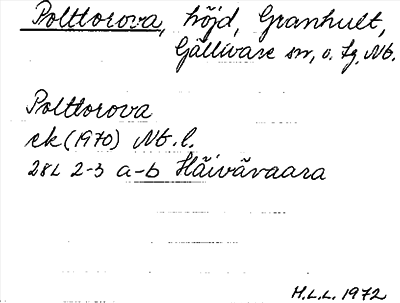 Polttorova, höjd, Granhult,
Gällivare sn, o. tg, Nb.
Polttorova
ek (1970) Nb. l.
28L 2-3 a-b Häivävaara
H.L.L. 1972